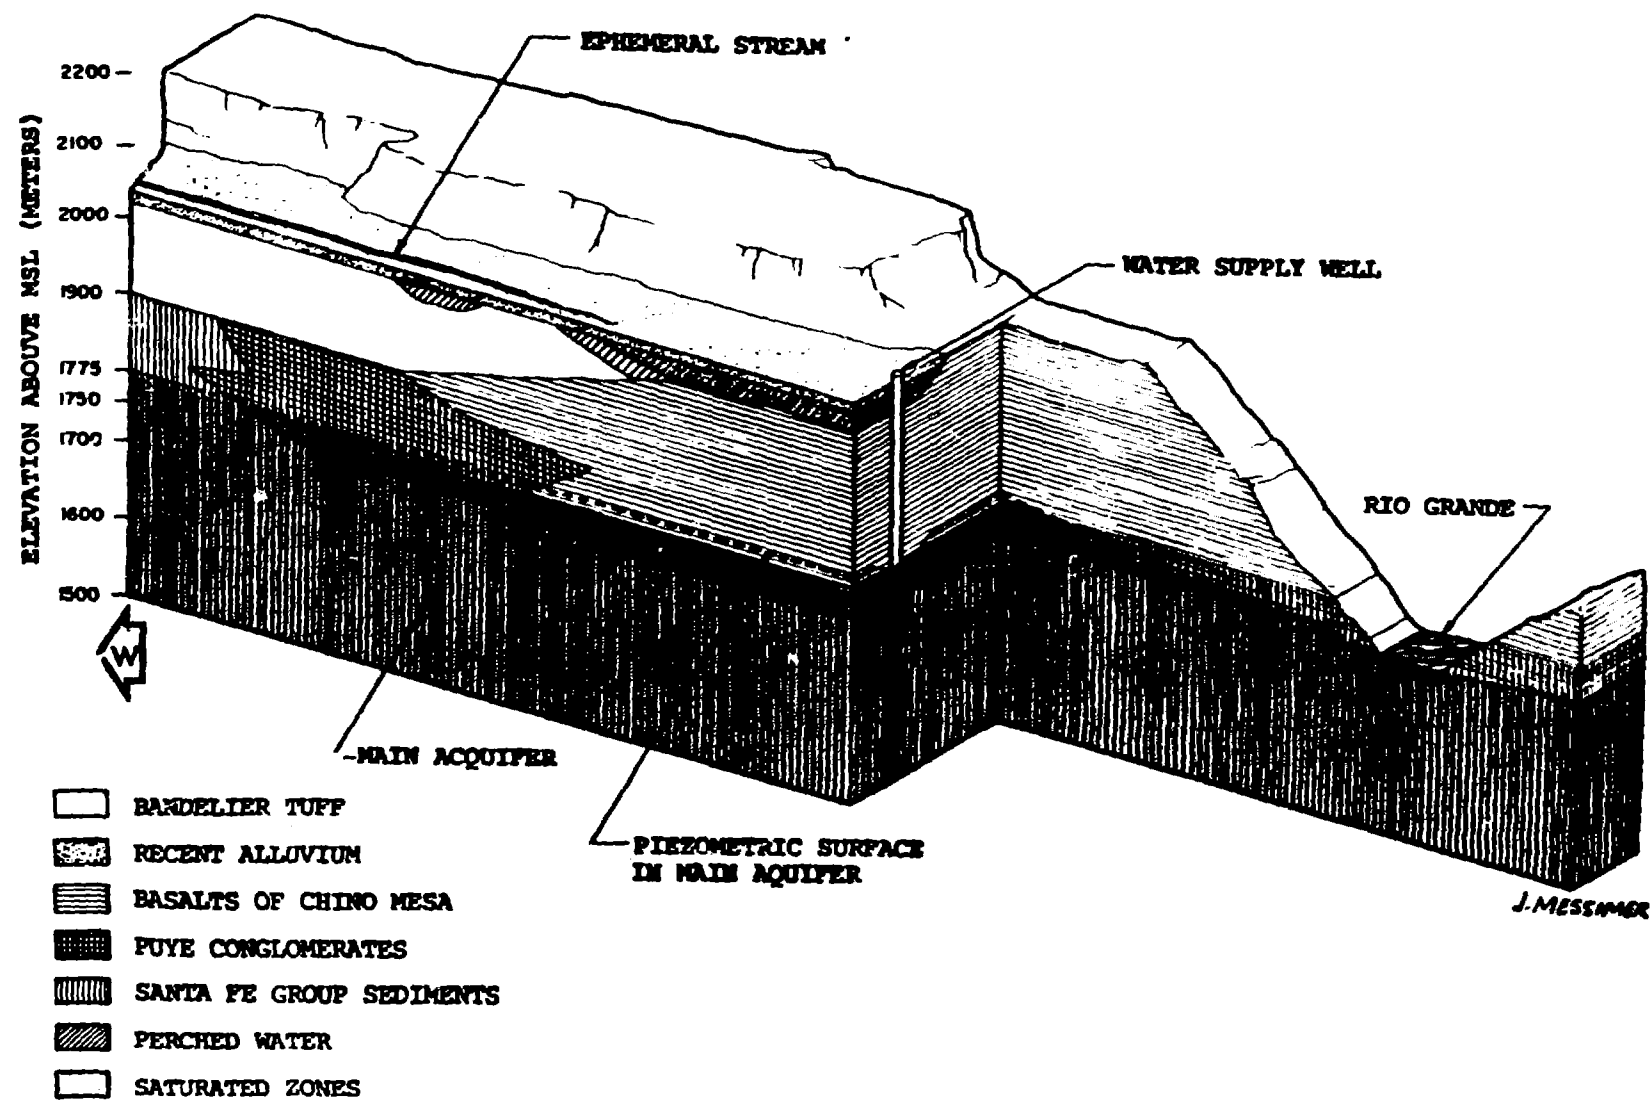 EPHEMERAL STREAM
ELEVATION ABOUVE MSL (METERS)
2200
2100
2000
1900
1775
1750
1700
1600
1500
WATER SUPPLY WELL
RIO GRANDE
W
MAIN ACQUIFER
PIEZOMETRIC SURFACE
IN MAIN AQUIFER
J. MESSIMER
BANDELIER TUFF
RECENT ALLUVIUM
BASALTS OF CHINO MESA
PUYE CONGLOMERATES
SANTA FE GROUP SEDIMENTS
PERCHED WATER
SATURATED ZONES